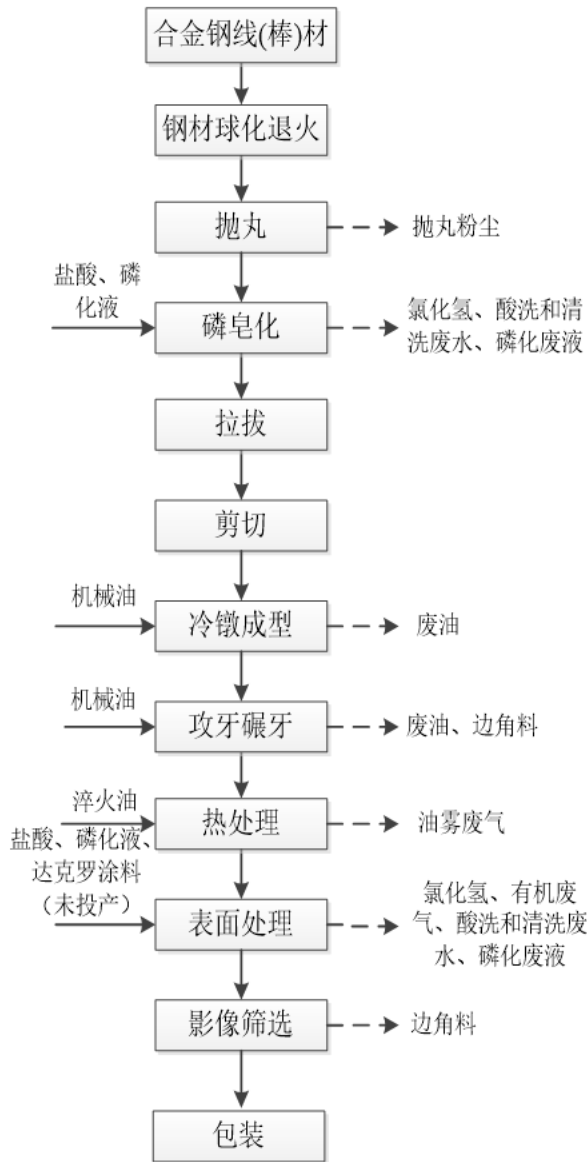 合金钢线(棒)材
钢材球化退火
抛丸
抛丸粉尘
盐酸、磷
化液
磷皂化
氯化氢、酸洗和清
洗废水、磷化废液
拉拔
剪切
机械油
冷镦成型
废油
机械油
攻牙碾牙
废油、边角料
淬火油
热处理
油雾废气
盐酸、磷化液、
达克罗涂料
（未投产）
表面处理
氯化氢、有机废
气、酸洗和清洗废
水、磷化废液
影像筛选
边角料
包装